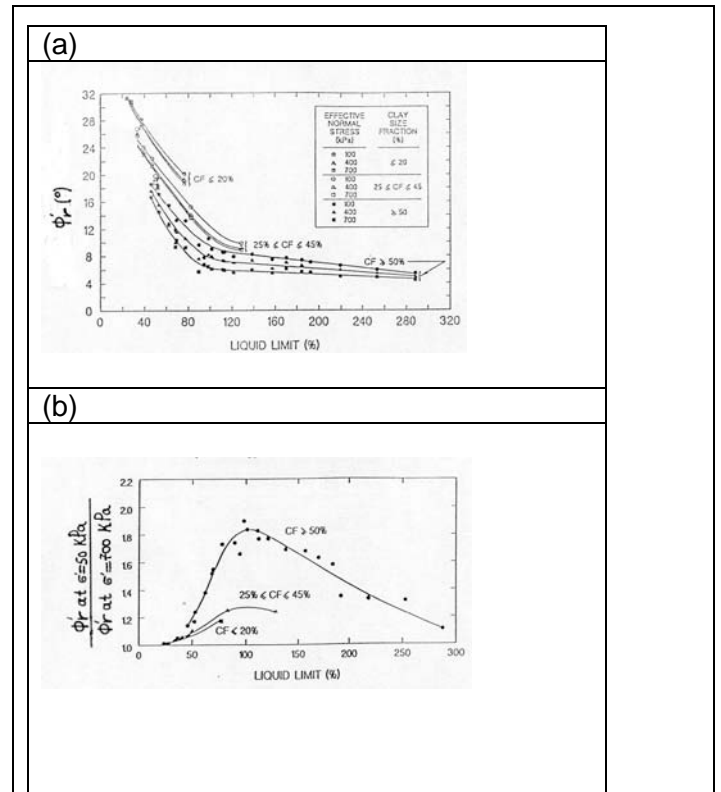 (a)
32
28
24
20
16
12
8
4
0
ϕ'r (°)
EFFECTIVE NORMAL STRESS (kPa) CLAY SIZE FRACTION (%)
100
400 ≤ 20
700
100
400 25 ≤ CF ≤ 45
700
100
400 ≥ 50
700
CF ≤ 20%
25% ≤ CF ≤ 45%
CF ≥ 50%
0 40 80 120 160 200 240 280 320
LIQUID LIMIT (%)
(b)
ϕ'r at σ'=50 KPa
ϕ'r at σ'=700 KPa
2.2
2.0
1.8
1.6
1.4
1.2
1.0
CF ≥ 50%
25% ≤ CF ≤ 45%
CF ≤ 20%
0 50 100 150 200 250 300
LIQUID LIMIT (%)